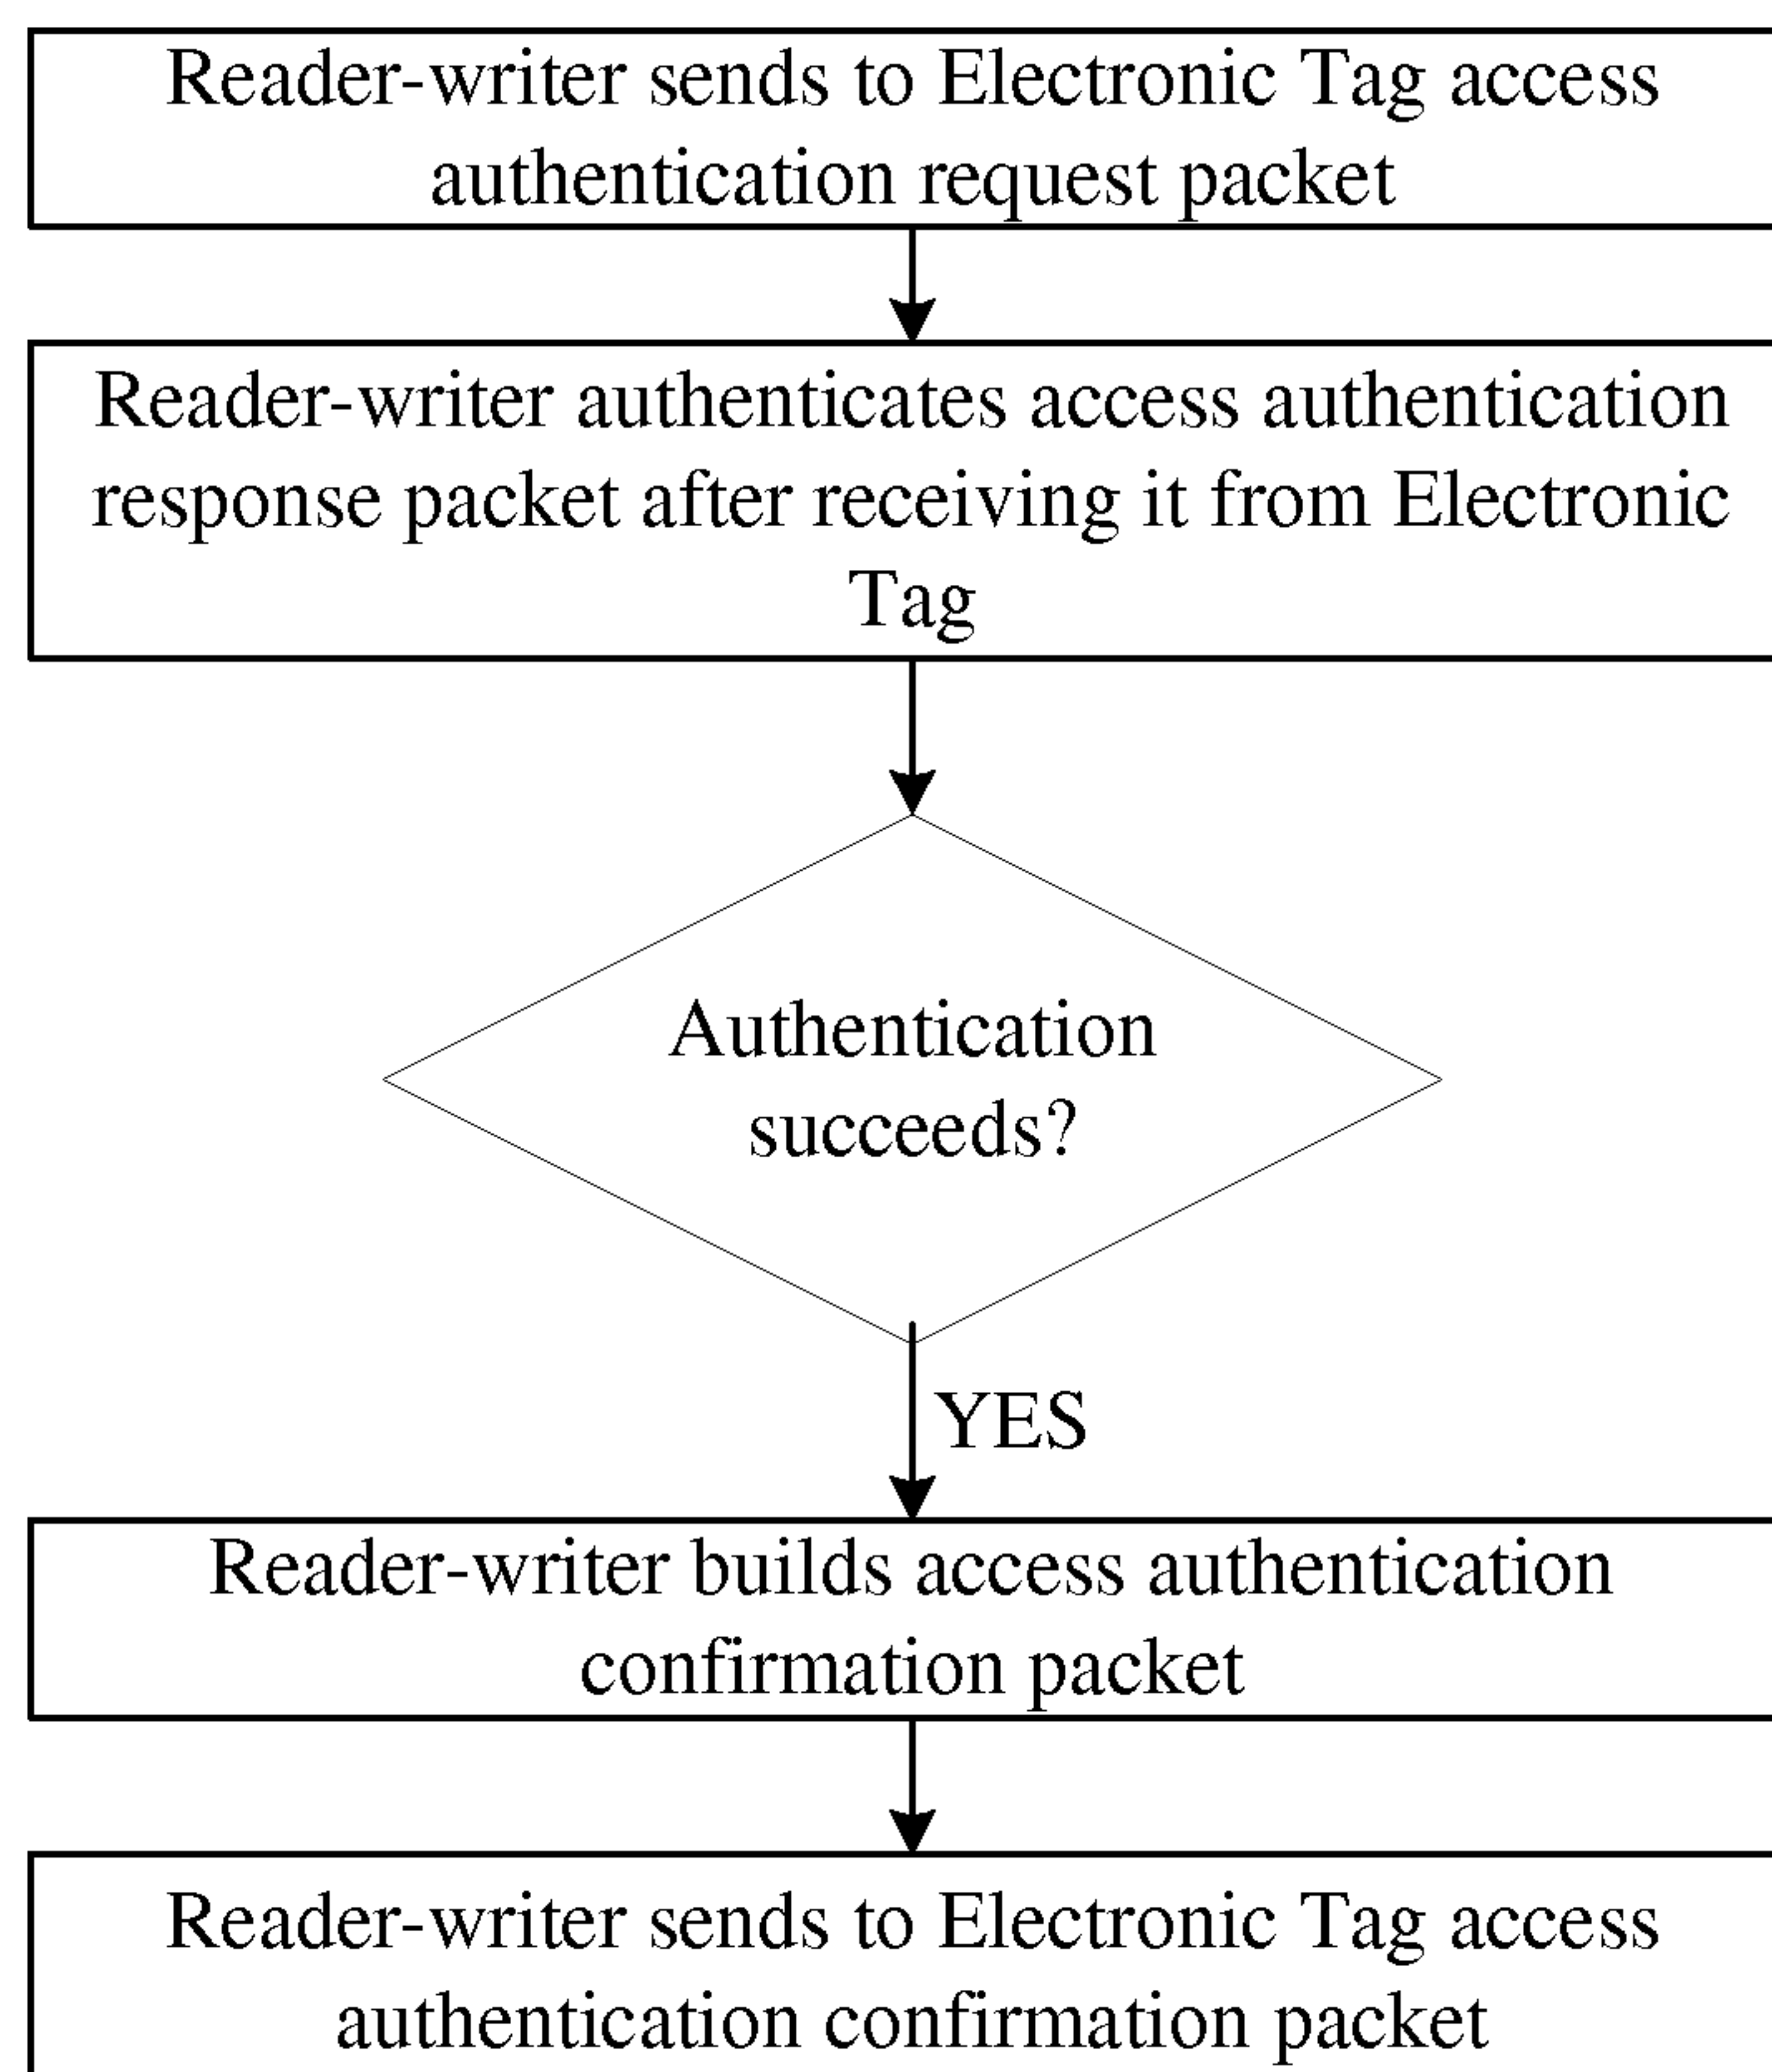 Reader-writer sends to Electronic Tag access
authentication request packet
Reader-writer authenticates access authentication
response packet after receiving it from Electronic
Tag
Authentication
succeeds?
YES
Reader-writer builds access authentication
confirmation packet
Reader-writer sends to Electronic Tag access
authentication confirmation packet